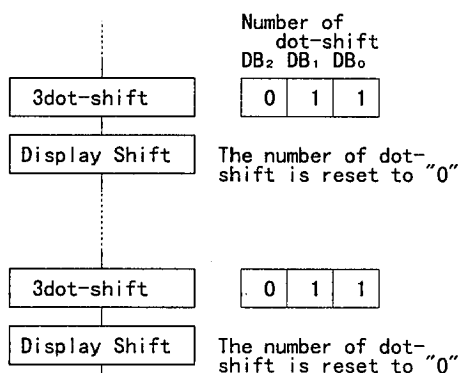 Number of
dot-shift
DB₂ DB₁ DB₀
3dot-shift 0 1 1
Display Shift
The number of dot-
shift is reset to "0"
3dot-shift 0 1 1
Display Shift
The number of dot-
shift is reset to "0"